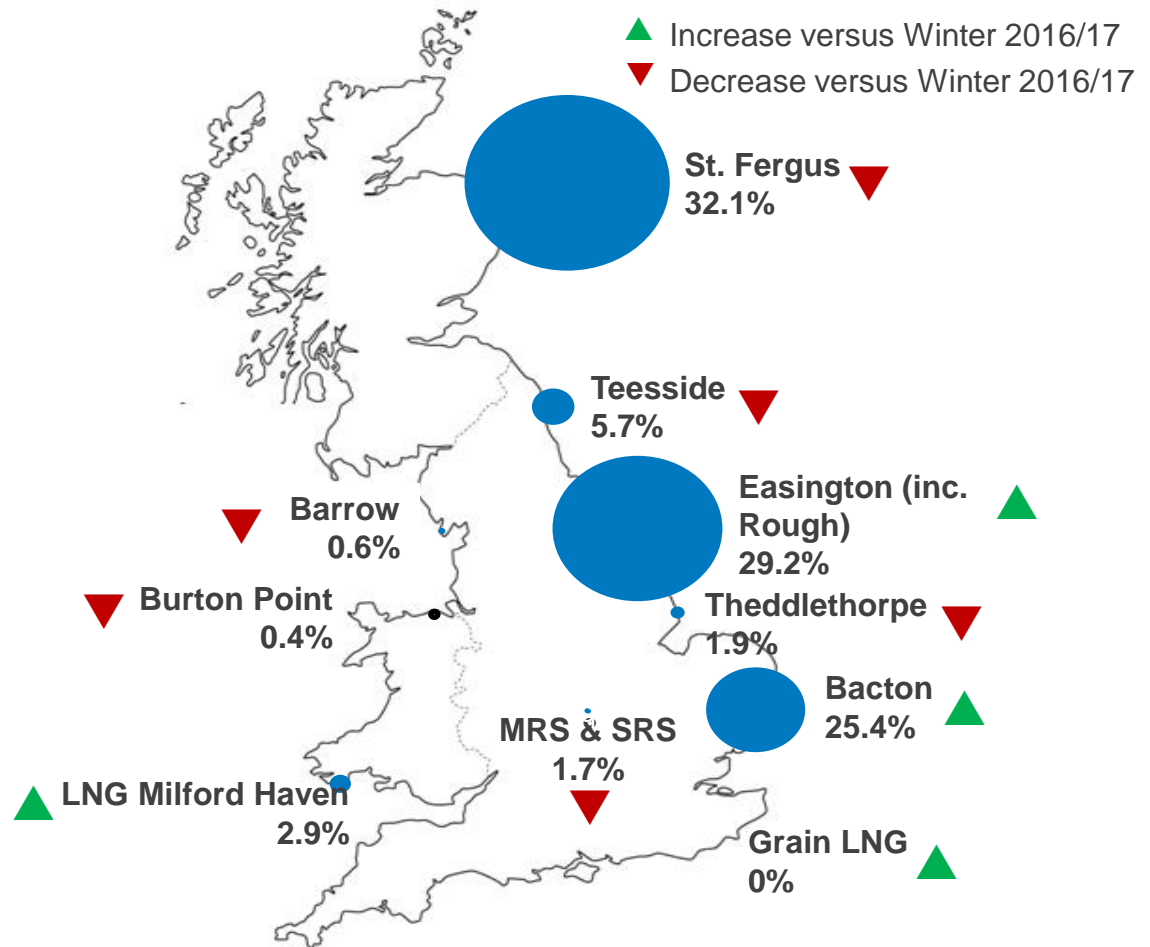 Increase versus Winter 2016/17
Decrease versus Winter 2016/17
St. Fergus
32.1%
Teesside
5.7%
Easington (inc.
Rough)
29.2%
Barrow
0.6%
Burton Point
0.4%
Theddlethorpe
1.9%
Bacton
25.4%
MRS & SRS
1.7%
LNG Milford Haven
2.9%
Grain LNG
0%